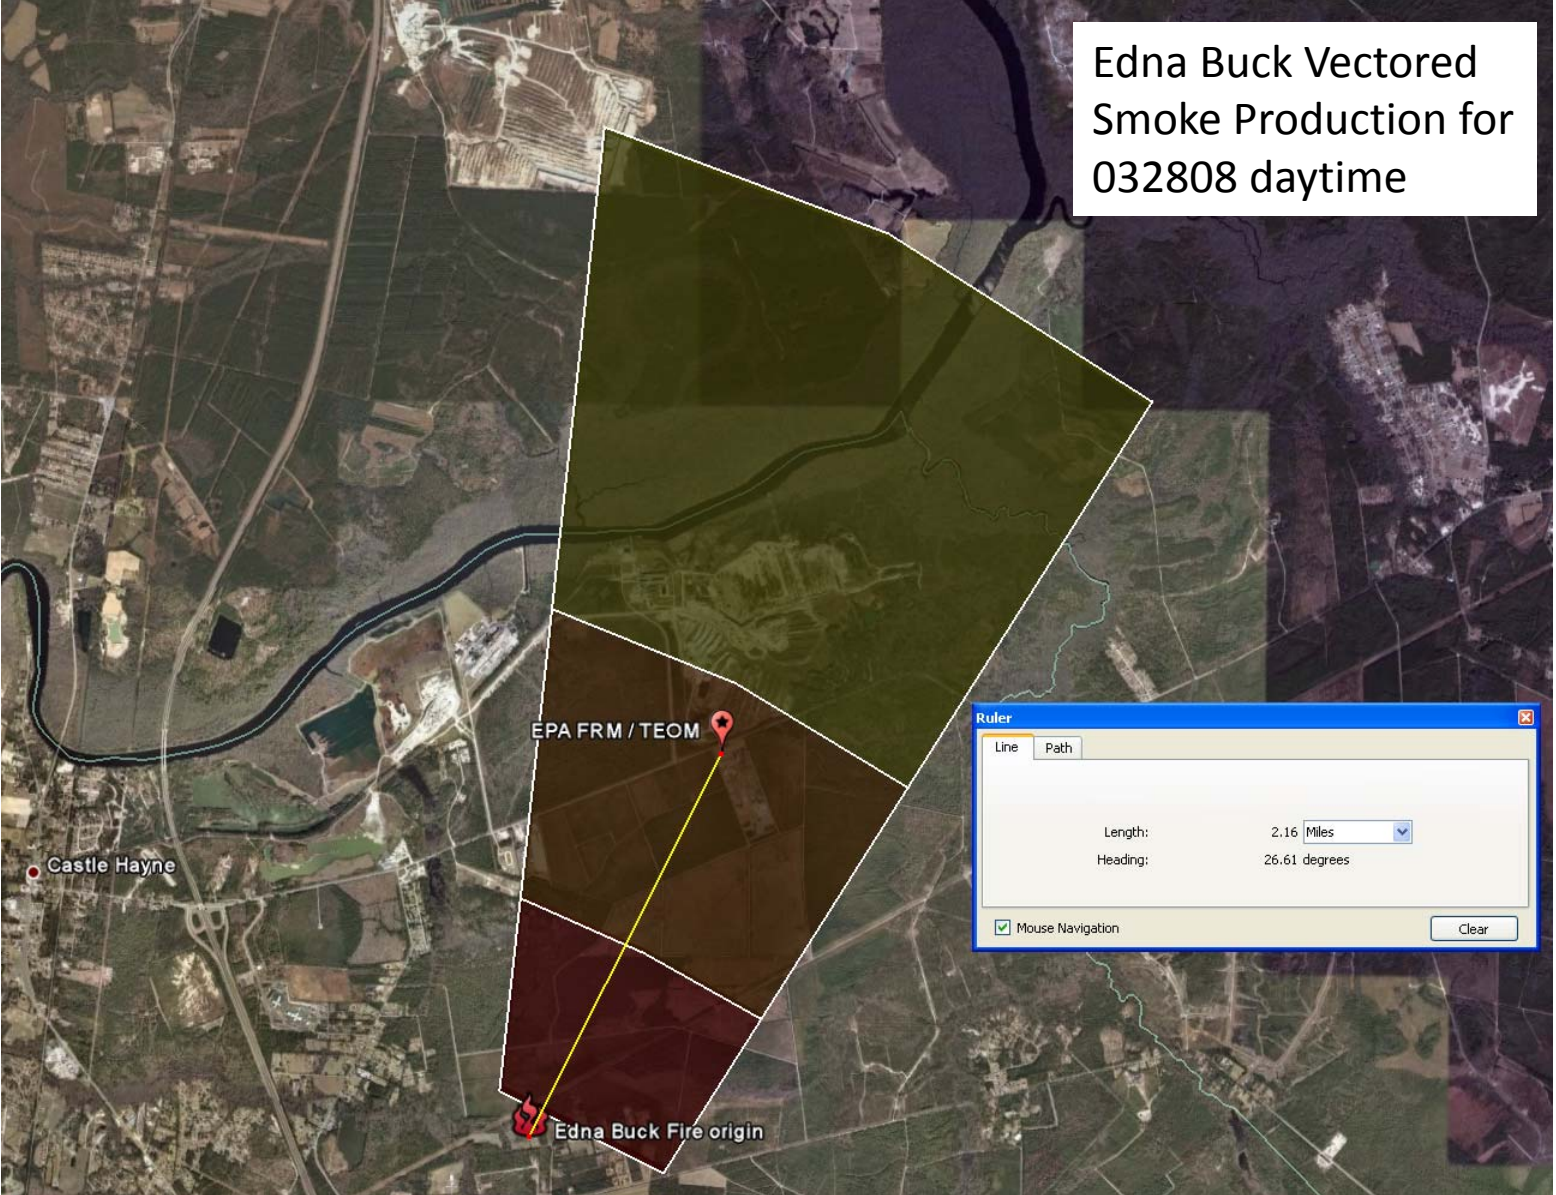 Edna Buck Vectored
Smoke Production for
032808 daytime
EPA FRM / TEOM
Ruler
Line Path
Length: 2.16 Miles
Heading: 26.61 degrees
Mouse Navigation Clear
Castle Hayne
Edna Buck Fire origin